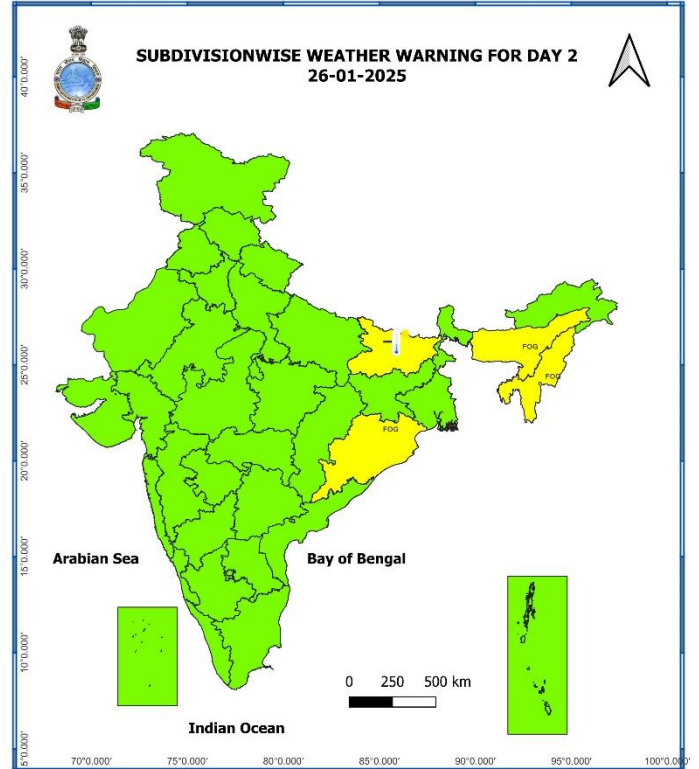 SUBDIVISIONWISE WEATHER WARNING FOR DAY 2
26-01-2025
40°0.000'
35°0.000'
30°0.000'
25°0.000'
20°0.000'
15°0.000'
10°0.000'
5°0.000'
FOG
FOG
FOG
Arabian Sea
Bay of Bengal
0 250 500 km
Indian Ocean
70°0.000' 75°0.000' 80°0.000' 85°0.000' 90°0.000' 95°0.000' 100°0.000'